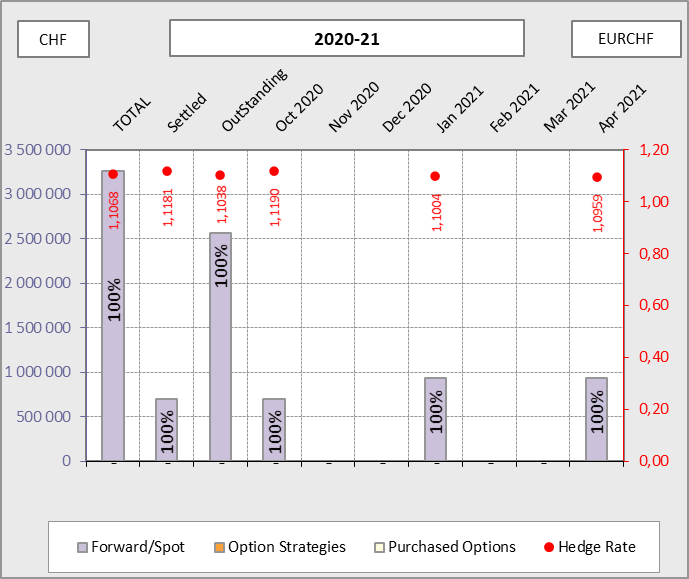 CHF
2020-21
EURCHF
TOTAL
Settled
OutStanding
Oct 2020
Nov 2020
Dec 2020
Jan 2021
Feb 2021
Mar 2021
Apr 2021
3 500 000
3 000 000
2 500 000
2 000 000
1 500 000
1 000 000
500 000
0
1,20
1,00
0,80
0,60
0,40
0,20
0,00
1,1068
1,1181
1,1038
1,1190
1,1004
1,0959
100%
100%
100%
100%
100%
100%
- - - - - - - - - -
Forward/Spot Option Strategies Purchased Options Hedge Rate